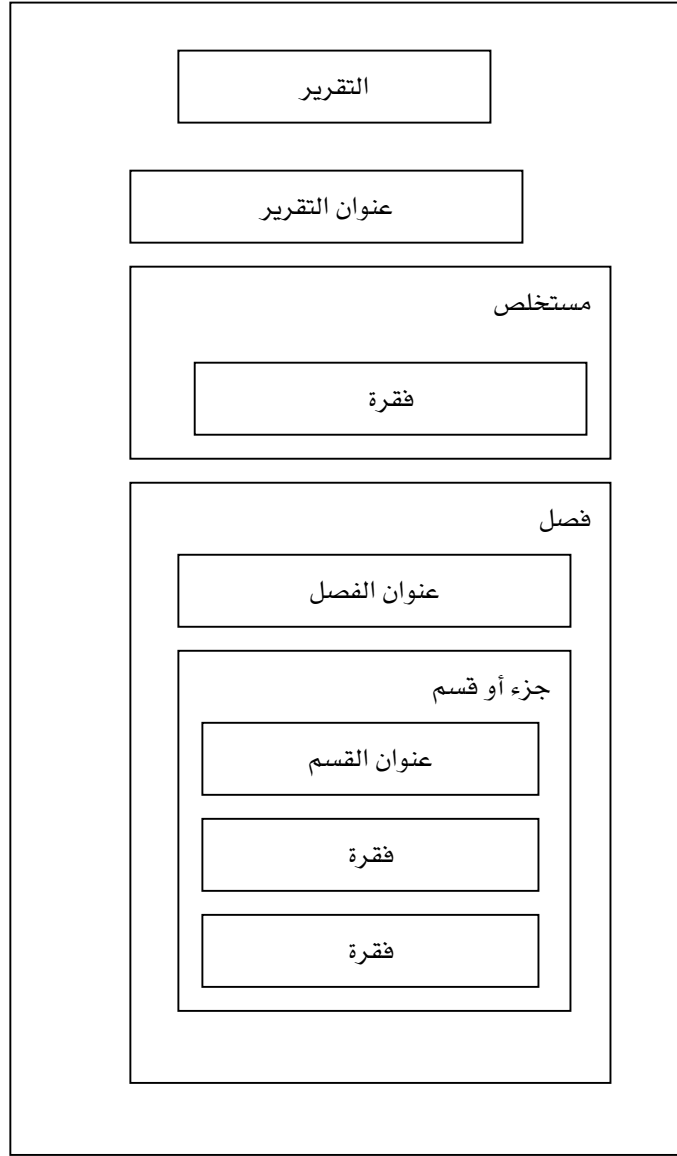 التقرير
عنوان التقرير
مستخلص
فقرة
فصل
عنوان الفصل
جزء أو قسم
عنوان القسم
فقرة
فقرة